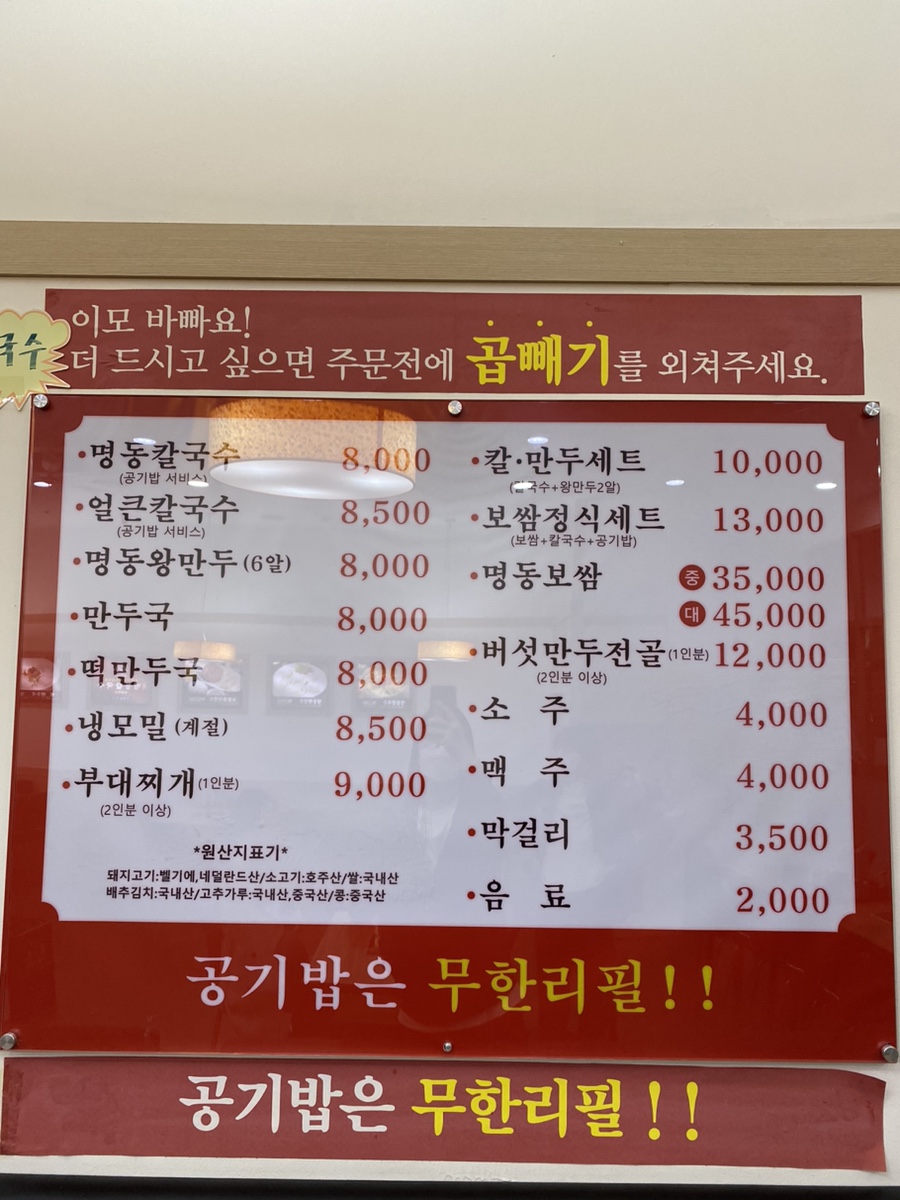 이모 바빠요!
국수
더 드시고 싶으면 주문전에 곱빼기를 외쳐주세요.
•명동칼국수 8,000
(공기밥 서비스)
•얼큰칼국수 8,500
(공기밥 서비스)
•명동왕만두 (6알) 8,000
•만두국 8,000
•떡만두국 8,000
•냉모밀 (계절) 8,500
•부대찌개 (1인분) 9,000
(2인분 이상)
*원산지표기*
돼지고기:벨기에,네덜란드산/소고기:호주산/쌀:국내산
배추김치:국내산/고추가루:국내산,중국산/콩:중국산
•칼·만두세트 10,000
(칼국수+왕만두2알)
•보쌈정식세트 13,000
(보쌈+칼국수+공기밥)
•명동보쌈 중 35,000
대 45,000
•버섯만두전골 (1인분) 12,000
(2인분 이상)
•소 주 4,000
•맥 주 4,000
•막걸리 3,500
•음 료 2,000
공기밥은 무한리필!!
공기밥은 무한리필!!